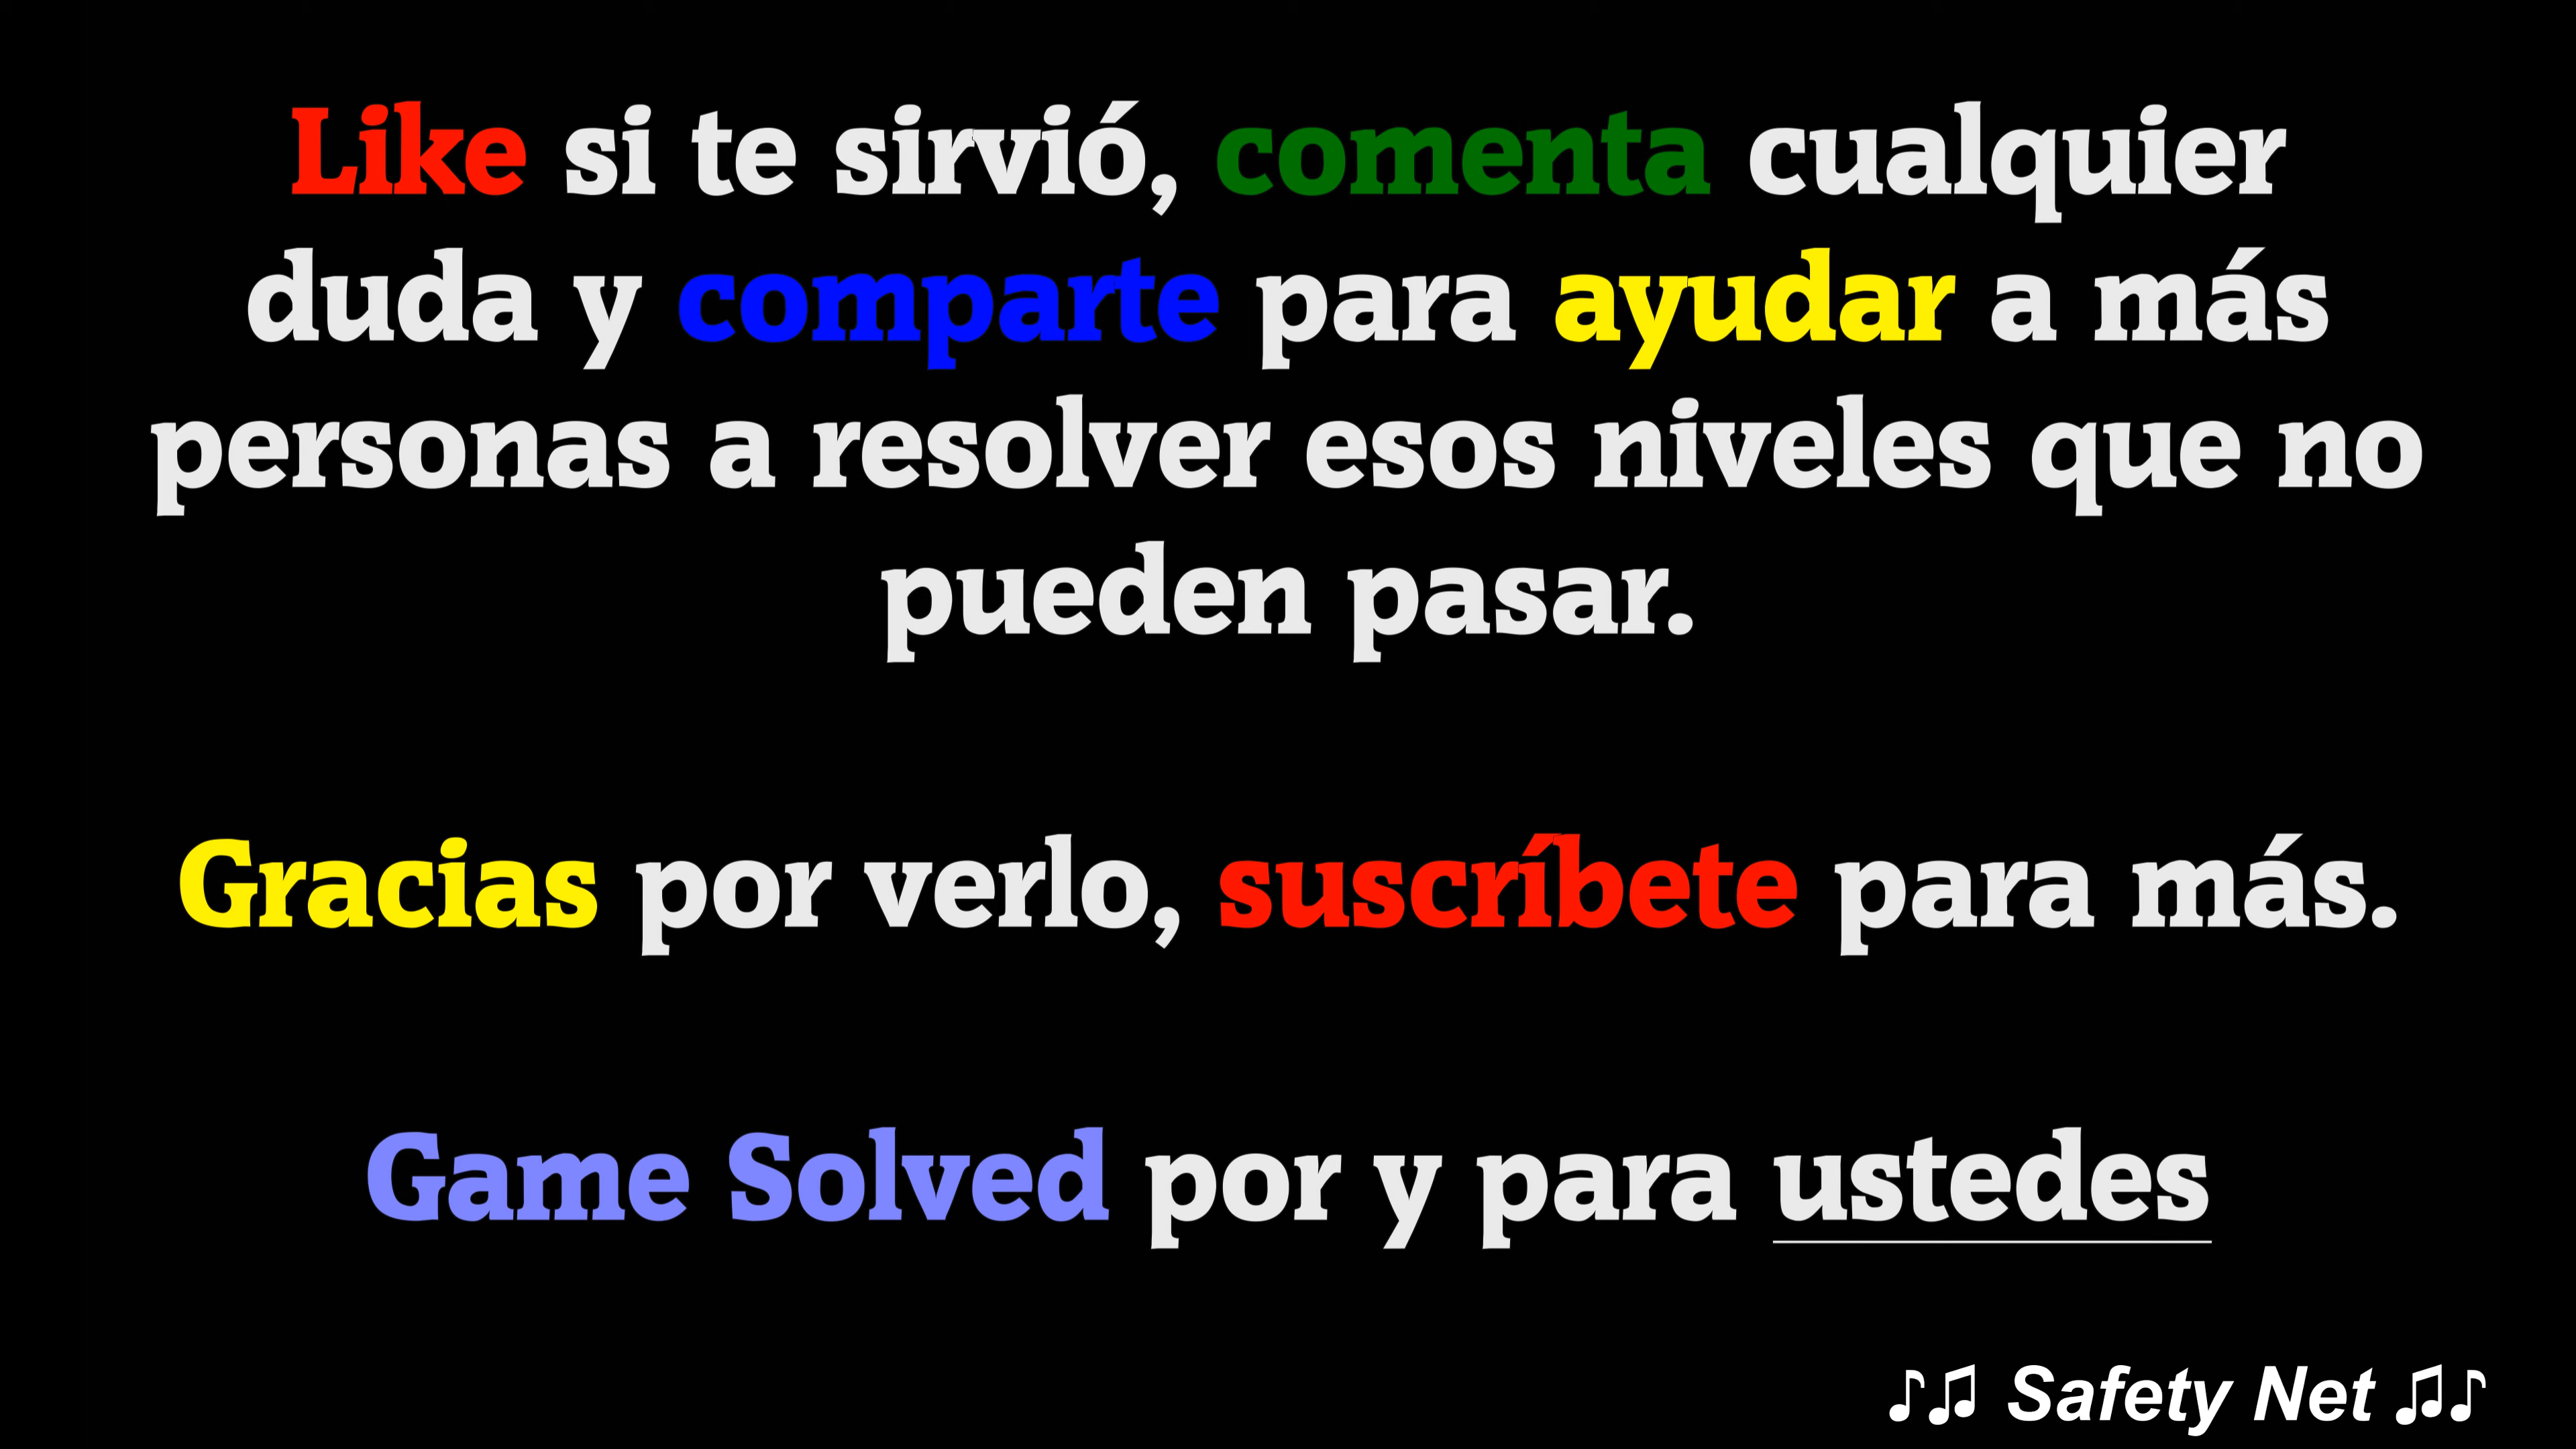 Like si te sirvió, comenta cualquier
duda y comparte para ayudar a más
personas a resolver esos niveles que no
pueden pasar.
Gracias por verlo, suscríbete para más.
Game Solved por y para ustedes
♪♫ Safety Net ♫♪